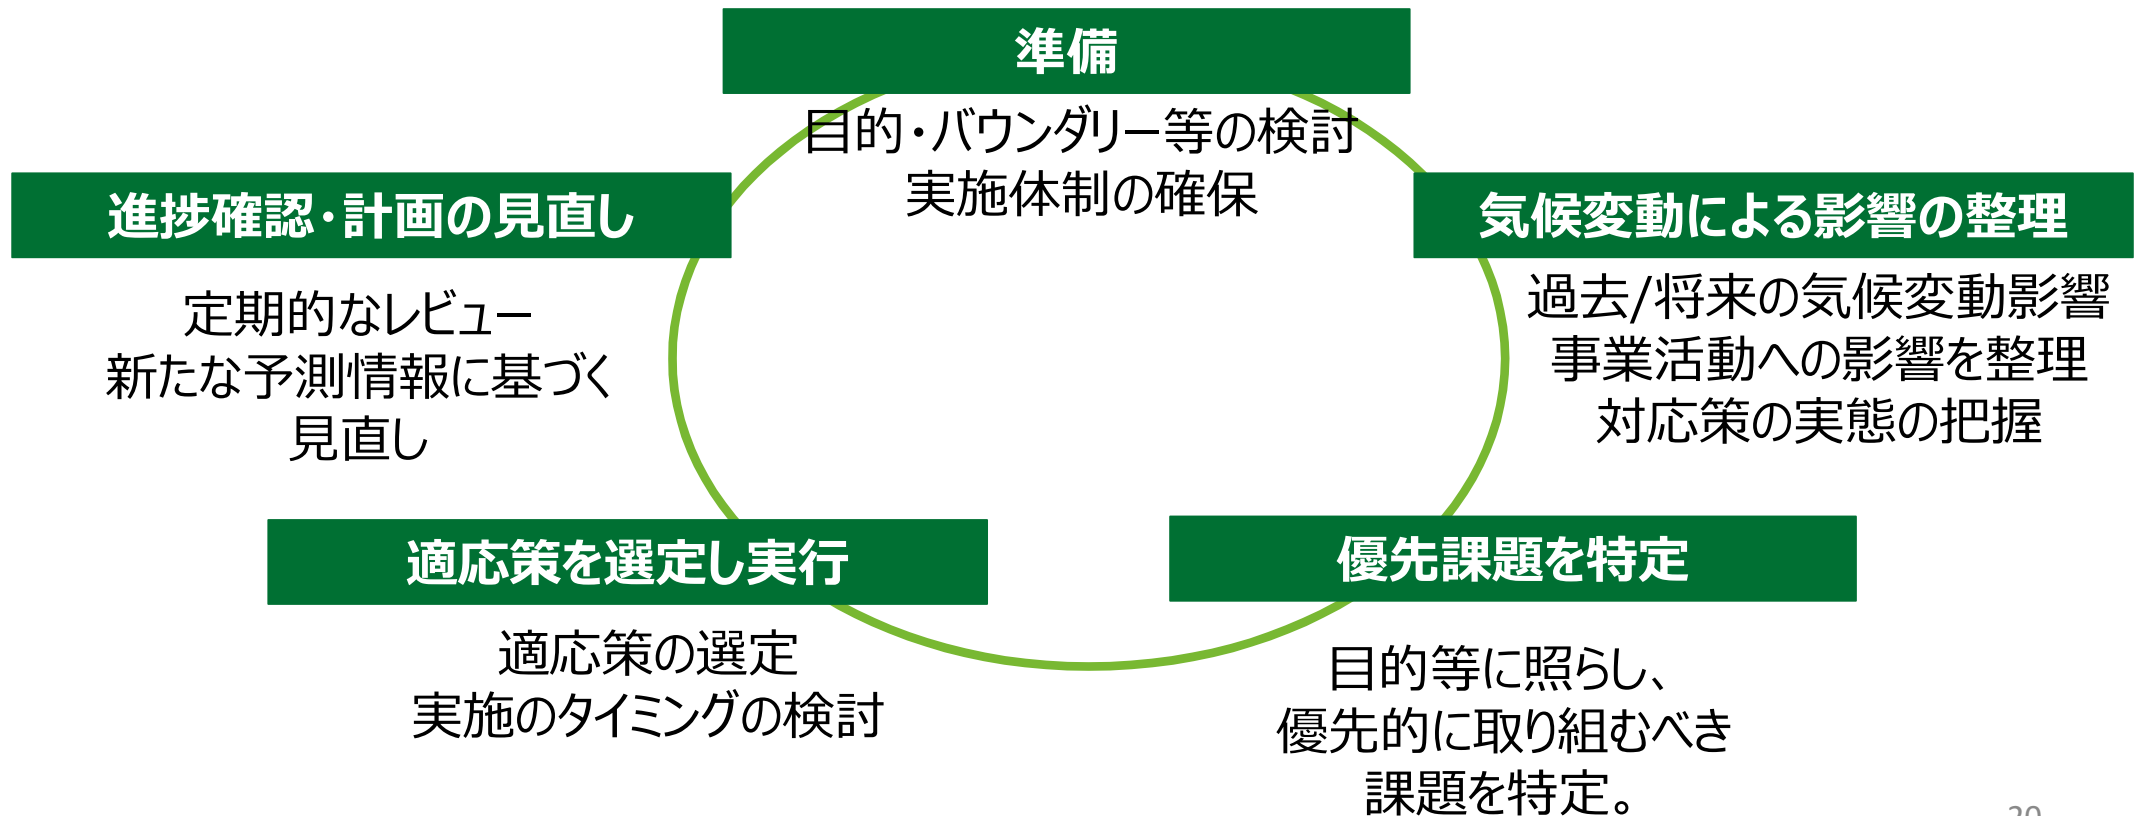 準備
目的・バウンダリー等の検討
実施体制の確保
気候変動による影響の整理
過去/将来の気候変動影響
事業活動への影響を整理
対応策の実態の把握
優先課題を特定
目的等に照らし、
優先的に取り組むべき
課題を特定。
適応策を選定し実行
適応策の選定
実施のタイミングの検討
進捗確認・計画の見直し
定期的なレビュー
新たな予測情報に基づく
見直し